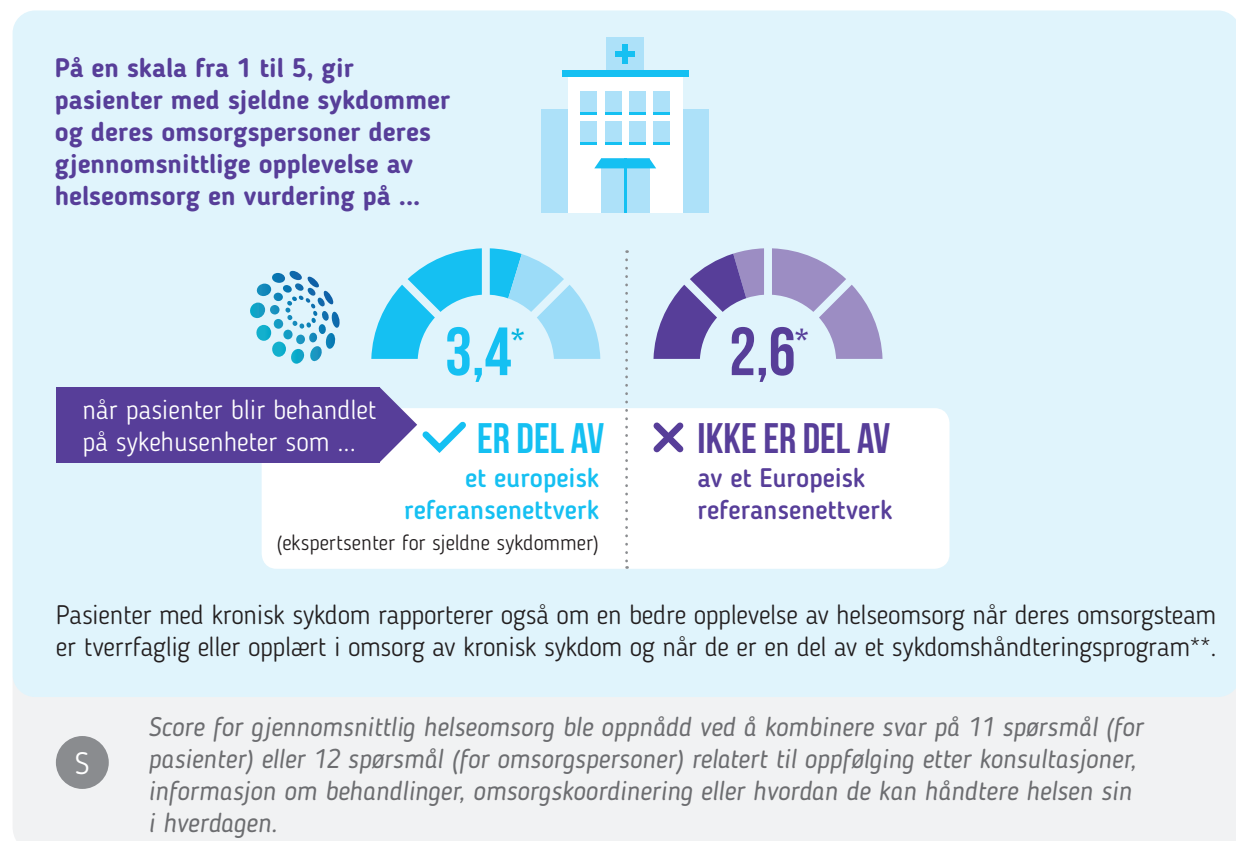 På en skala fra 1 til 5, gir
pasienter med sjeldne sykdommer
og deres omsorgspersoner deres
gjennomsnittlige opplevelse av
helseomsorg en vurdering på ...
3,4*
2,6*
når pasienter blir behandlet
på sykehusenheter som ...
ER DEL AV
et europeisk
referansenettverk
(ekspertsenter for sjeldne sykdommer)
IKKE ER DEL AV
av et Europeisk
referansenettverk
Pasienter med kronisk sykdom rapporterer også om en bedre opplevelse av helseomsorg når deres omsorgsteam
er tverrfaglig eller opplært i omsorg av kronisk sykdom og når de er en del av et sykdomshåndteringsprogram**.
S
Score for gjennomsnittlig helseomsorg ble oppnådd ved å kombinere svar på 11 spørsmål (for
pasienter) eller 12 spørsmål (for omsorgspersoner) relatert til oppfølging etter konsultasjoner,
informasjon om behandlinger, omsorgskoordinering eller hvordan de kan håndtere helsen sin
i hverdagen.